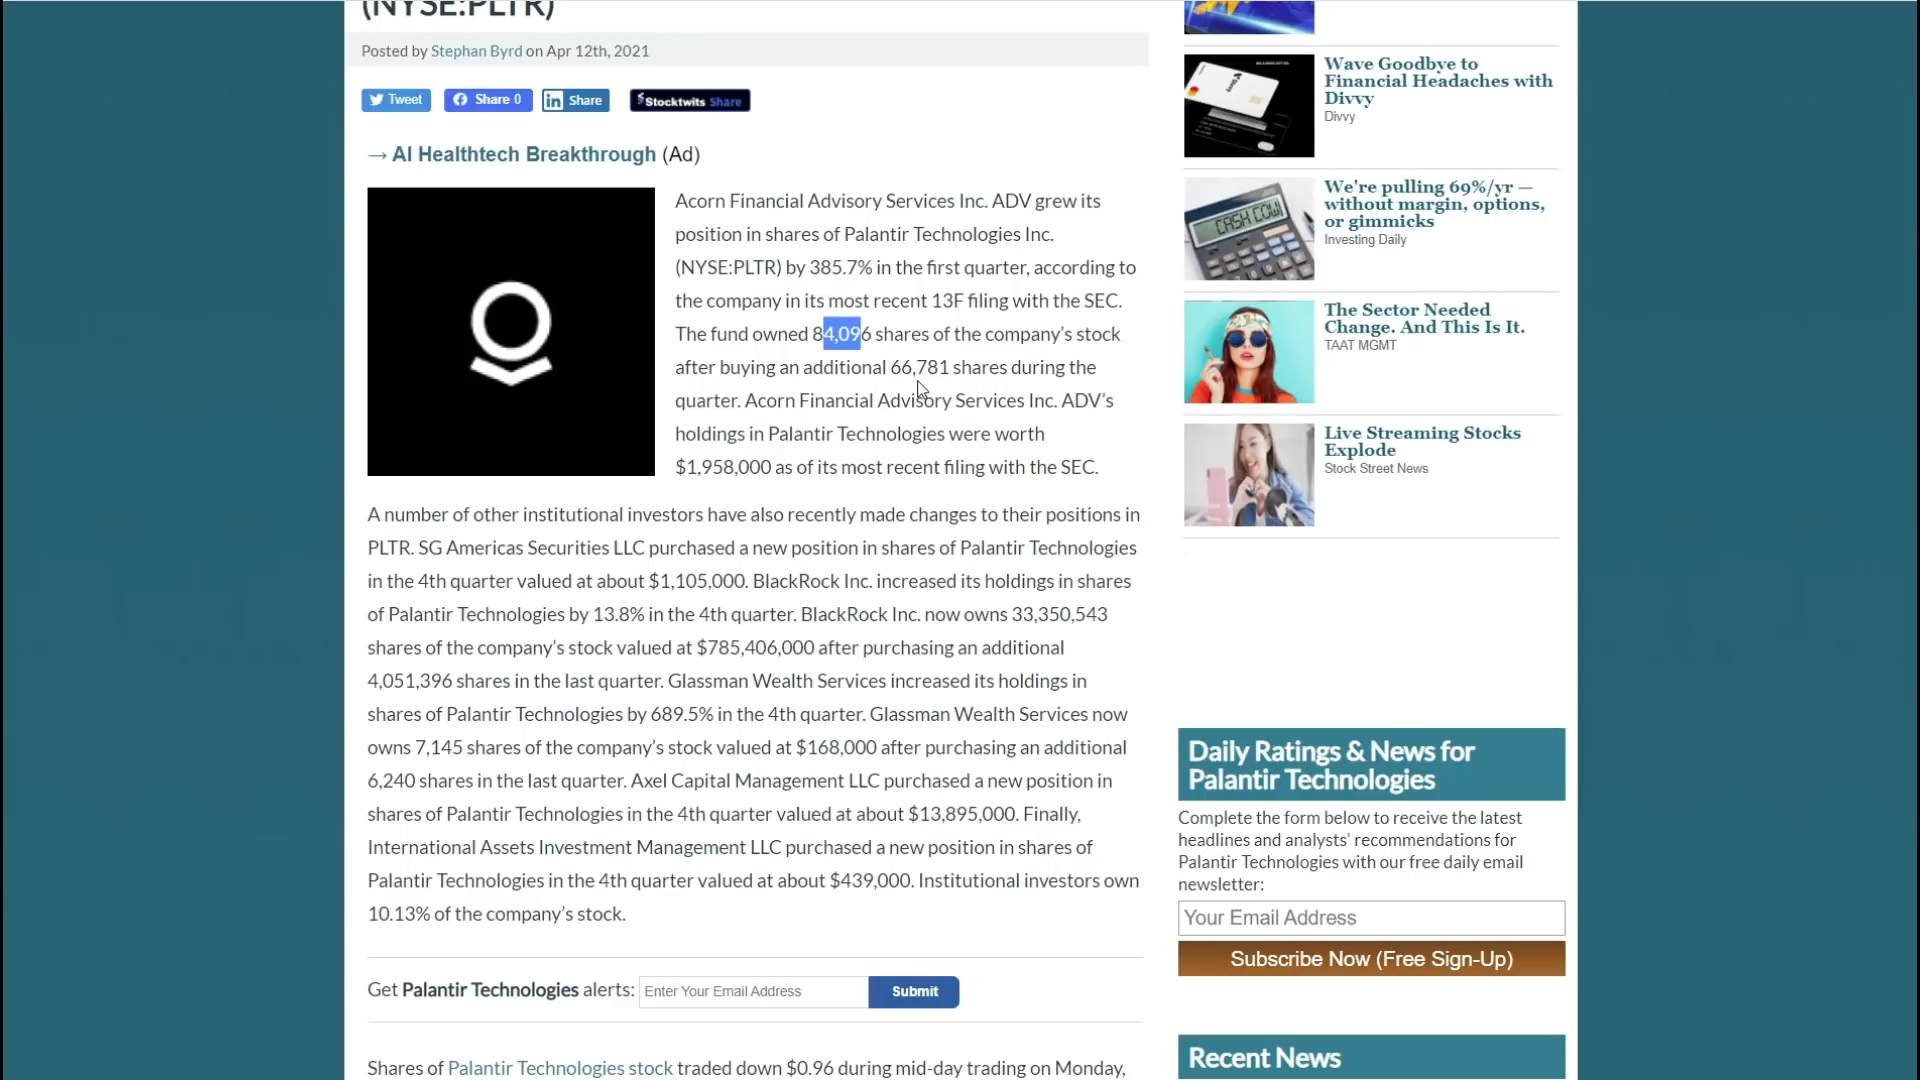 (NYSE:PLTR)
Posted by Stephan Byrd on Apr 12th, 2021
Tweet
Share 0
in Share
Stocktwits Share
→ AI Healthtech Breakthrough (Ad)
Acorn Financial Advisory Services Inc. ADV grew its
position in shares of Palantir Technologies Inc.
(NYSE:PLTR) by 385.7% in the first quarter, according to
the company in its most recent 13F filing with the SEC.
The fund owned 84,096 shares of the company’s stock
after buying an additional 66,781 shares during the
quarter. Acorn Financial Advisory Services Inc. ADV’s
holdings in Palantir Technologies were worth
$1,958,000 as of its most recent filing with the SEC.
A number of other institutional investors have also recently made changes to their positions in
PLTR. SG Americas Securities LLC purchased a new position in shares of Palantir Technologies
in the 4th quarter valued at about $1,105,000. BlackRock Inc. increased its holdings in shares
of Palantir Technologies by 13.8% in the 4th quarter. BlackRock Inc. now owns 33,350,543
shares of the company’s stock valued at $785,406,000 after purchasing an additional
4,051,396 shares in the last quarter. Glassman Wealth Services increased its holdings in
shares of Palantir Technologies by 689.5% in the 4th quarter. Glassman Wealth Services now
owns 7,145 shares of the company’s stock valued at $168,000 after purchasing an additional
6,240 shares in the last quarter. Axel Capital Management LLC purchased a new position in
shares of Palantir Technologies in the 4th quarter valued at about $13,895,000. Finally,
International Assets Investment Management LLC purchased a new position in shares of
Palantir Technologies in the 4th quarter valued at about $439,000. Institutional investors own
10.13% of the company’s stock.
Get Palantir Technologies alerts:
Enter Your Email Address
Submit
Shares of Palantir Technologies stock traded down $0.96 during mid-day trading on Monday,
Wave Goodbye to
Financial Headaches with
Divvy
Divvy
CASH COW
We're pulling 69%/yr —
without margin, options,
or gimmicks
Investing Daily
The Sector Needed
Change. And This Is It.
TAAT MGMT
Live Streaming Stocks
Explode
Stock Street News
Daily Ratings & News for
Palantir Technologies
Complete the form below to receive the latest
headlines and analysts' recommendations for
Palantir Technologies with our free daily email
newsletter:
Your Email Address
Subscribe Now (Free Sign-Up)
Recent News